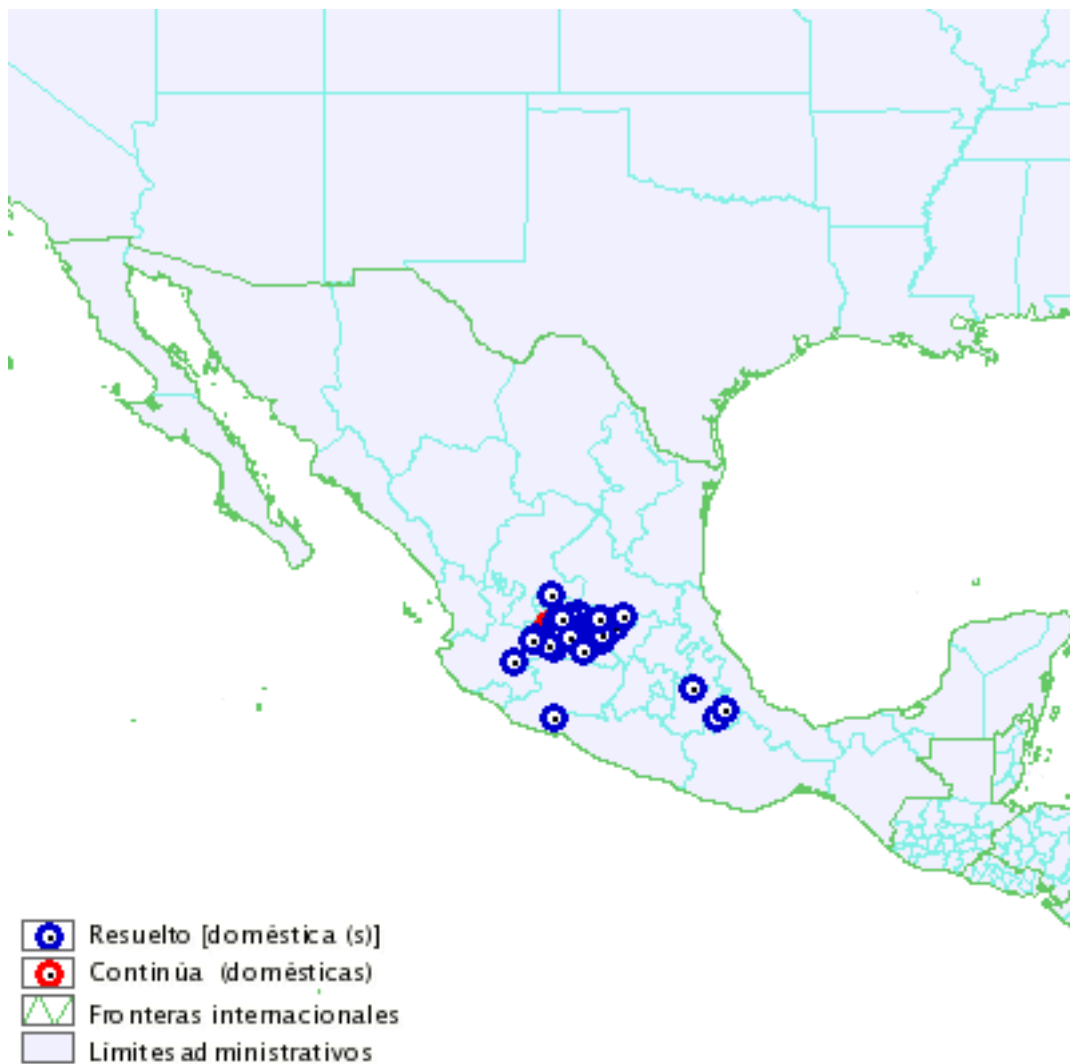 Resuelto [doméstica (s)]
Continúa (domésticas)
Fronteras internacionales
Límites administrativos